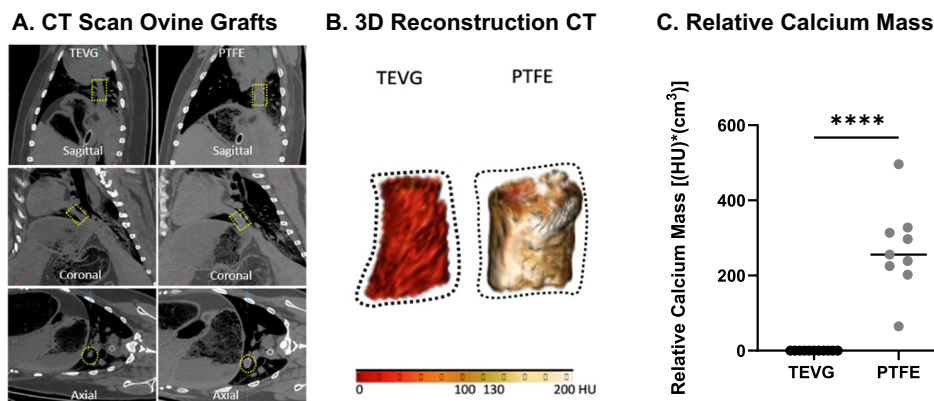 A. CT Scan Ovine Grafts
TEVG
PTFE
Sagittal
Sagittal
Coronal
Coronal
Axial
Axial
B. 3D Reconstruction CT
TEVG
PTFE
0 100 130 200 HU
C. Relative Calcium Mass
Relative Calcium Mass [(HU)*(cm³)]
600
400
200
0
****
TEVG
PTFE